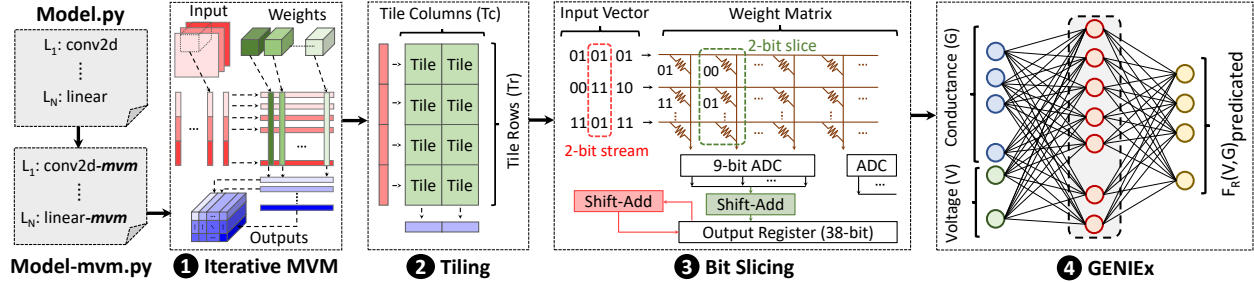 Model.py
L1: conv2d
⋮
LN: linear
L1: conv2d-mvm
⋮
LN: linear-mvm
Model-mvm.py
Input
Weights
...
...
Outputs
1 Iterative MVM
Tile Columns (Tc)
Tile Tile
Tile Tile
Tile Tile
Tile Tile
Tile Rows (Tr)
2 Tiling
Input Vector
Weight Matrix
2-bit slice
01 01 01
01 00 ... ...
00 11 10
11 01 ... ...
11 01 11
... ...
2-bit stream
9-bit ADC
ADC
...
...
Shift-Add
Shift-Add
Output Register (38-bit)
3 Bit Slicing
Conductance (G)
Voltage (V)
FR(V,G)predicated
4 GENIEx